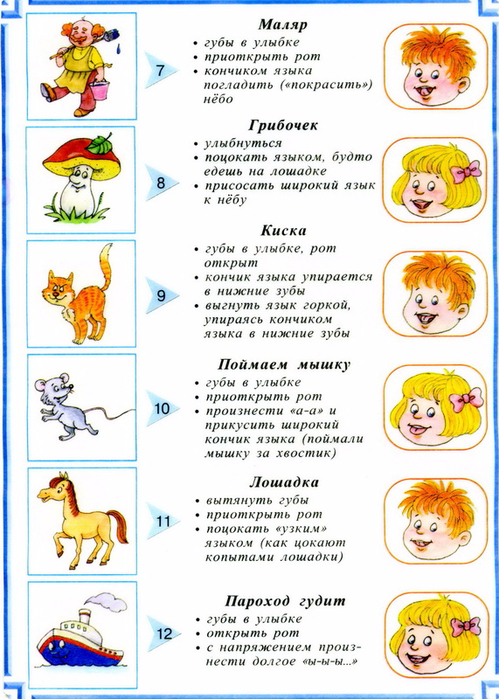 Маляр
7
• губы в улыбке
• приоткрыть рот
• кончиком языка
погладить («покрасить»)
нёбо
Грибочек
8
• улыбнуться
• поцокать языком, будто
едешь на лошадке
• присосать широкий язык
к нёбу
Киска
9
• губы в улыбке, рот
открыт
• кончик языка упирается
в нижние зубы
• выгнуть язык горкой,
упираясь кончиком
языка в нижние зубы
Поймаем мышку
10
• губы в улыбке
• приоткрыть рот
• произнести «а-а» и
прикусить широкий
кончик языка (поймали
мышку за хвостик)
Лошадка
11
• вытянуть губы
• приоткрыть рот
• поцокать «узким»
языком (как цокают
копытами лошадки)
Пароход гудит
12
• губы в улыбке
• открыть рот
• с напряжением произ-
нести долгое «ы-ы-ы...»